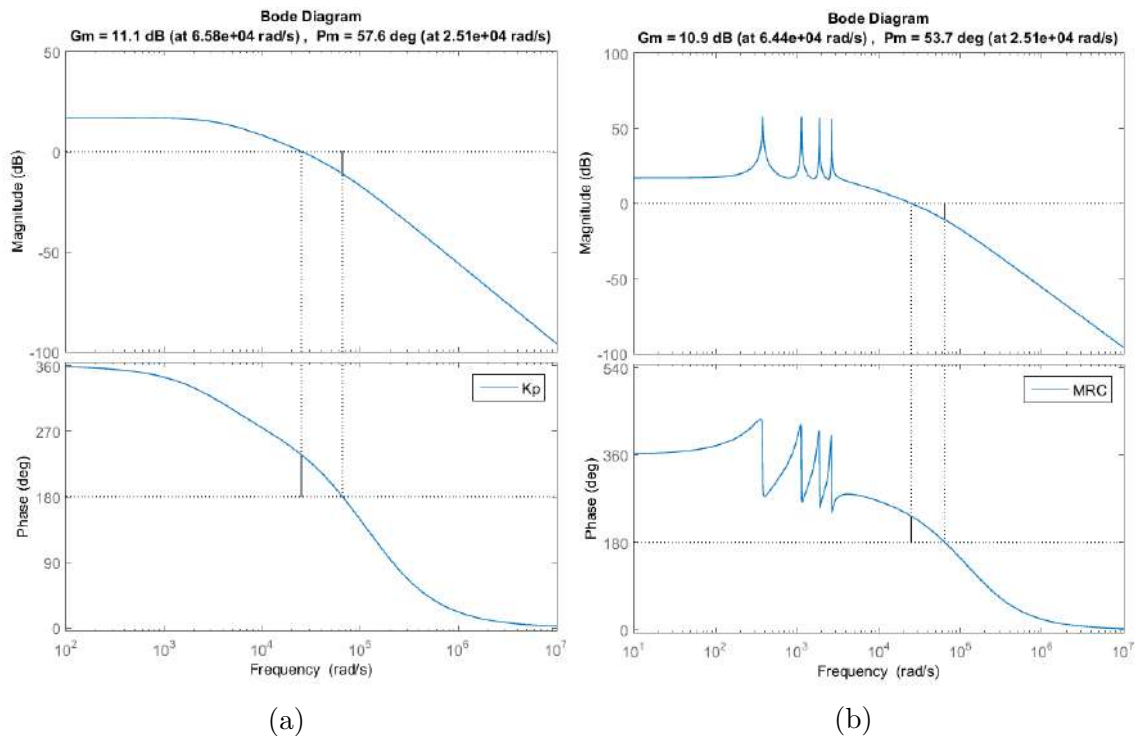 Bode Diagram
Gm = 11.1 dB (at 6.58e+04 rad/s) , Pm = 57.6 deg (at 2.51e+04 rad/s)
50
0
-50
-100
Magnitude (dB)
360
270
180
90
0
Phase (deg)
Kp
10^2
10^3
10^4
10^5
10^6
10^7
Frequency (rad/s)
(a)
Bode Diagram
Gm = 10.9 dB (at 6.44e+04 rad/s) , Pm = 53.7 deg (at 2.51e+04 rad/s)
100
50
0
-50
-100
Magnitude (dB)
540
360
180
0
Phase (deg)
MRC
10^1
10^2
10^3
10^4
10^5
10^6
10^7
Frequency (rad/s)
(b)